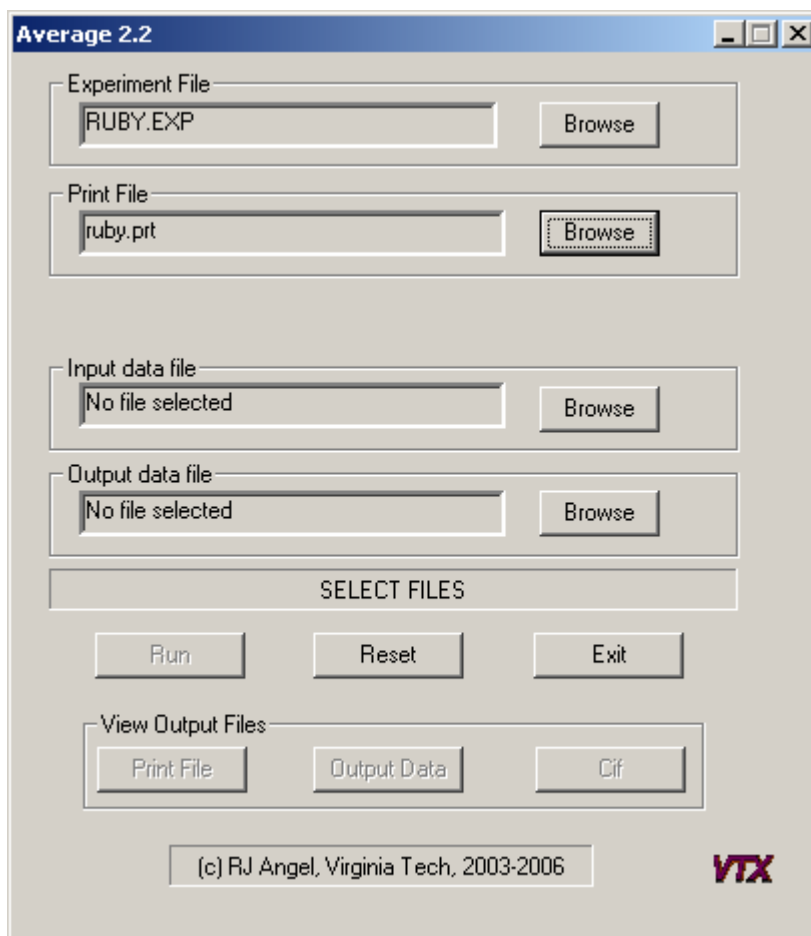 Average 2.2
Experiment File
RUBY.EXP Browse
Print File
ruby.prt Browse
Input data file
No file selected Browse
Output data file
No file selected Browse
SELECT FILES
Run Reset Exit
View Output Files
Print File Output Data Cif
(c) RJ Angel, Virginia Tech, 2003-2006 VTX